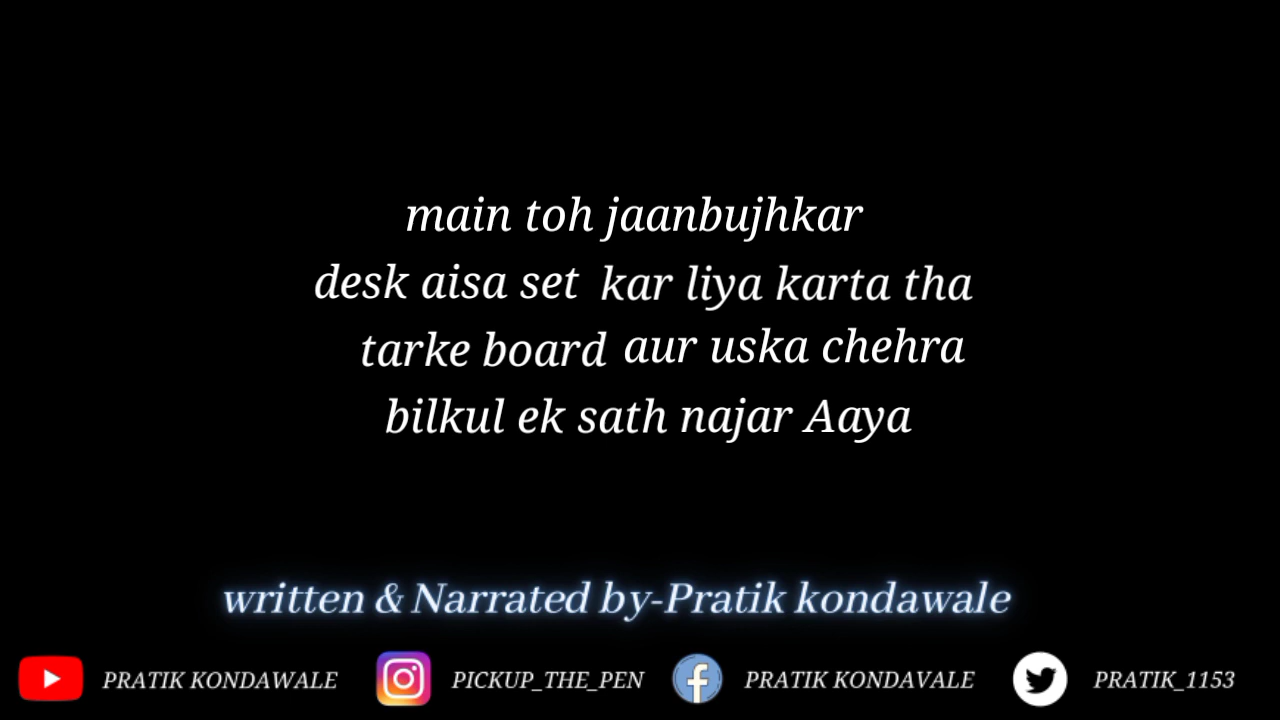 main toh jaanbujhkar
desk aisa set kar liya karta tha
tarke board aur uska chehra
bilkul ek sath najar Aaya
written & Narrated by-Pratik kondawale
PRATIK KONDAWALE PICKUP_THE_PEN PRATIK KONDAVALE PRATIK_1153